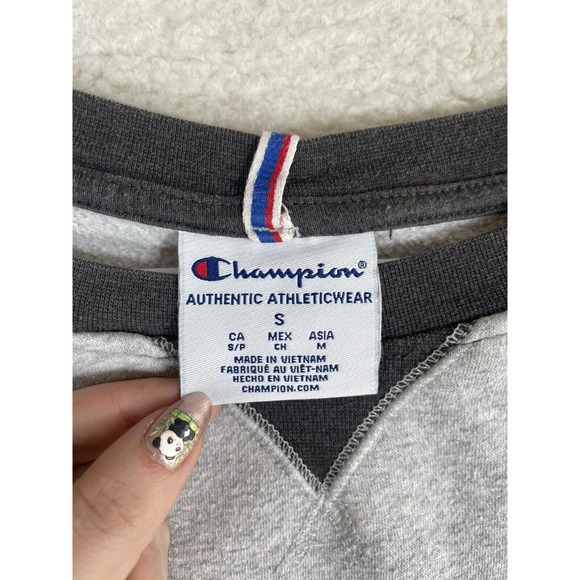 Champion®
AUTHENTIC ATHLETICWEAR
S
CA MEX ASIA
S/P CH M
MADE IN VIETNAM
FABRIQUÉ AU VIÊT-NAM
HECHO EN VIETNAM
CHAMPION.COM